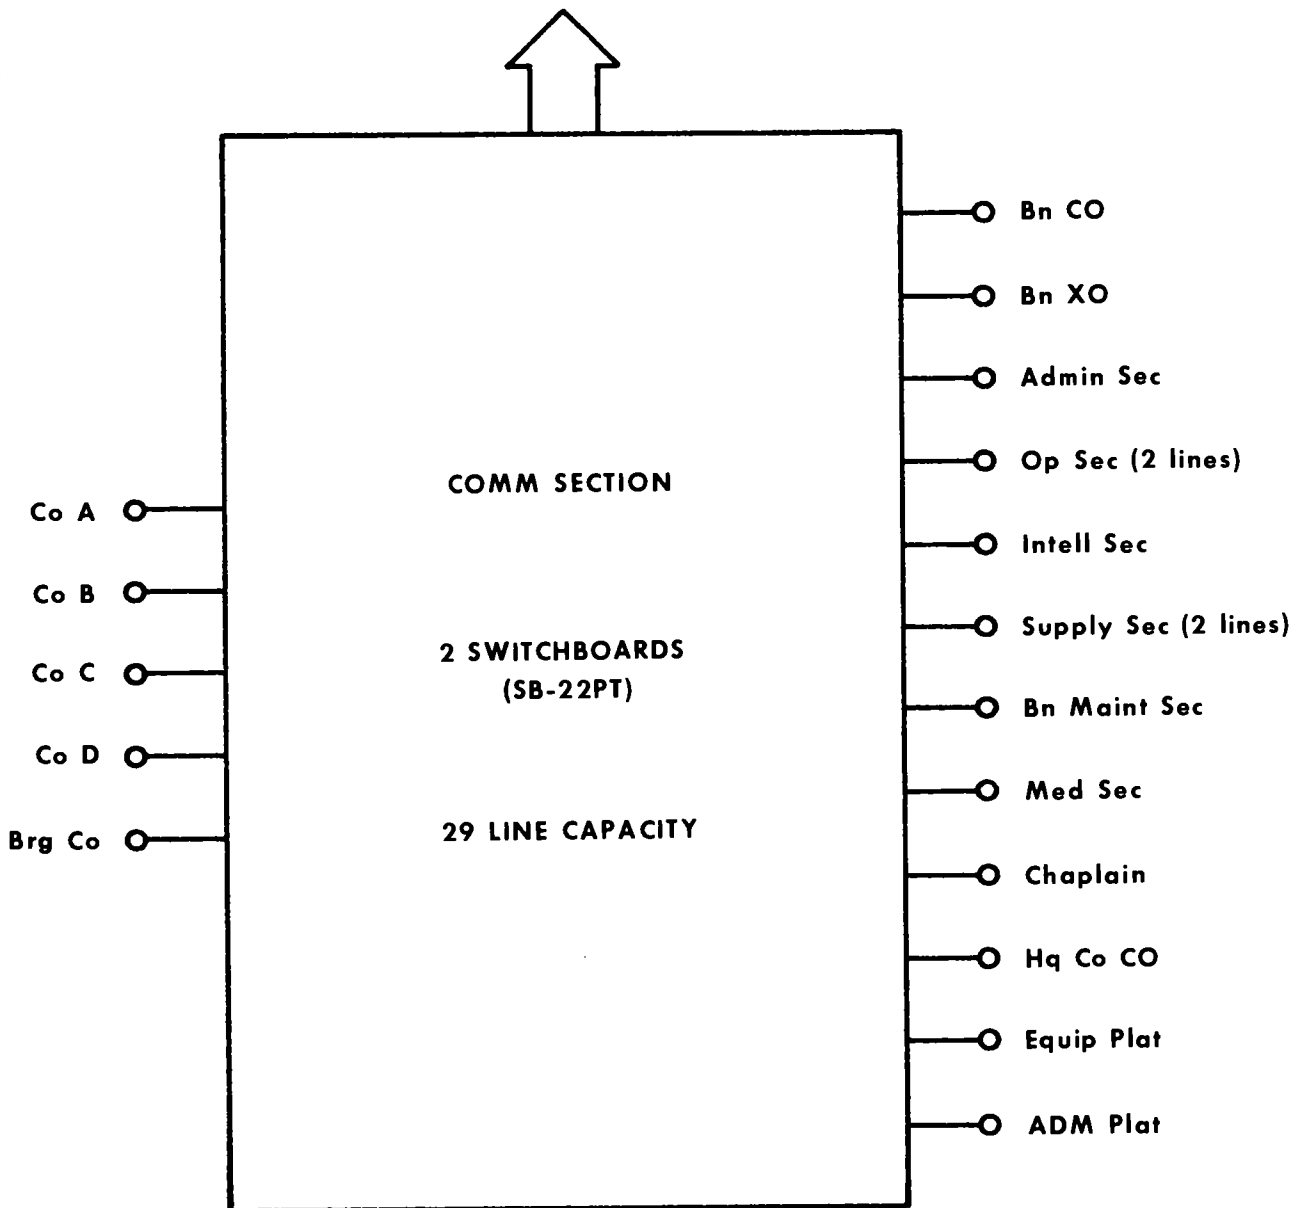 Co A
Co B
Co C
Co D
Brg Co
COMM SECTION
2 SWITCHBOARDS
(SB-22PT)
29 LINE CAPACITY
Bn CO
Bn XO
Admin Sec
Op Sec (2 lines)
Intell Sec
Supply Sec (2 lines)
Bn Maint Sec
Med Sec
Chaplain
Hq Co CO
Equip Plat
ADM Plat